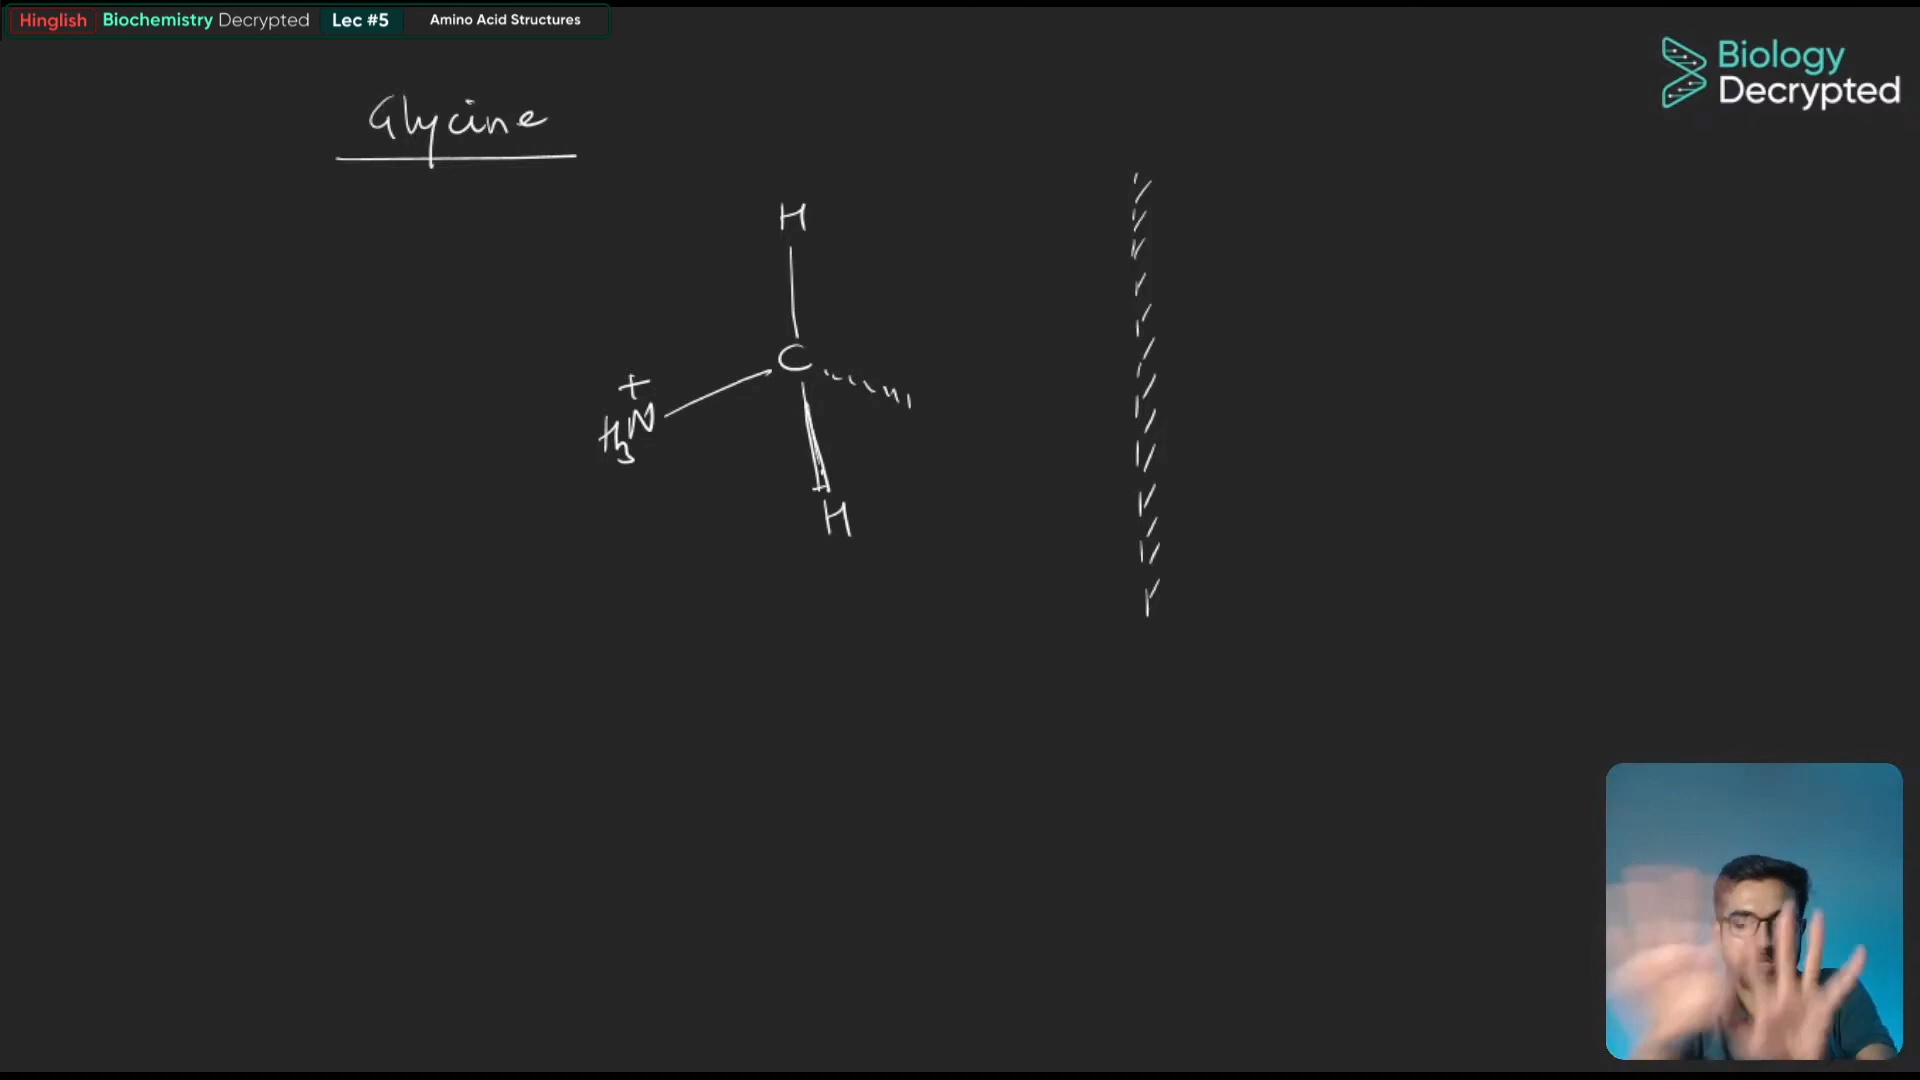 Hinglish Biochemistry Decrypted Lec #5 Amino Acid Structures
Biology
Decrypted
Glycine
H
C
+
H₃N
H